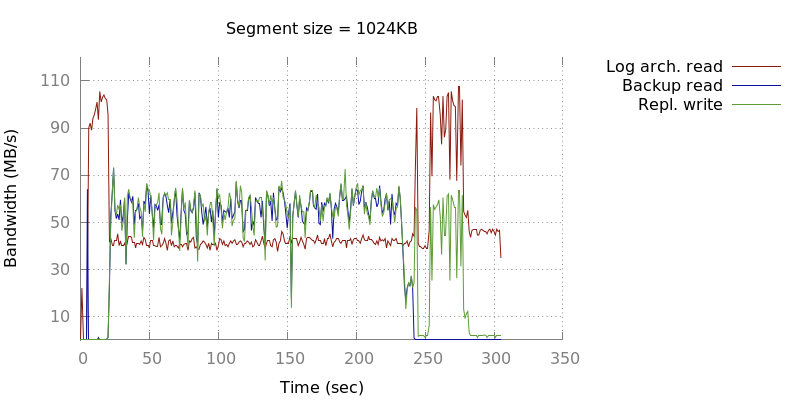 Segment size = 1024KB
Log arch. read
Backup read
Repl. write
Bandwidth (MB/s)
110
90
70
50
30
10
0 50 100 150 200 250 300 350
Time (sec)